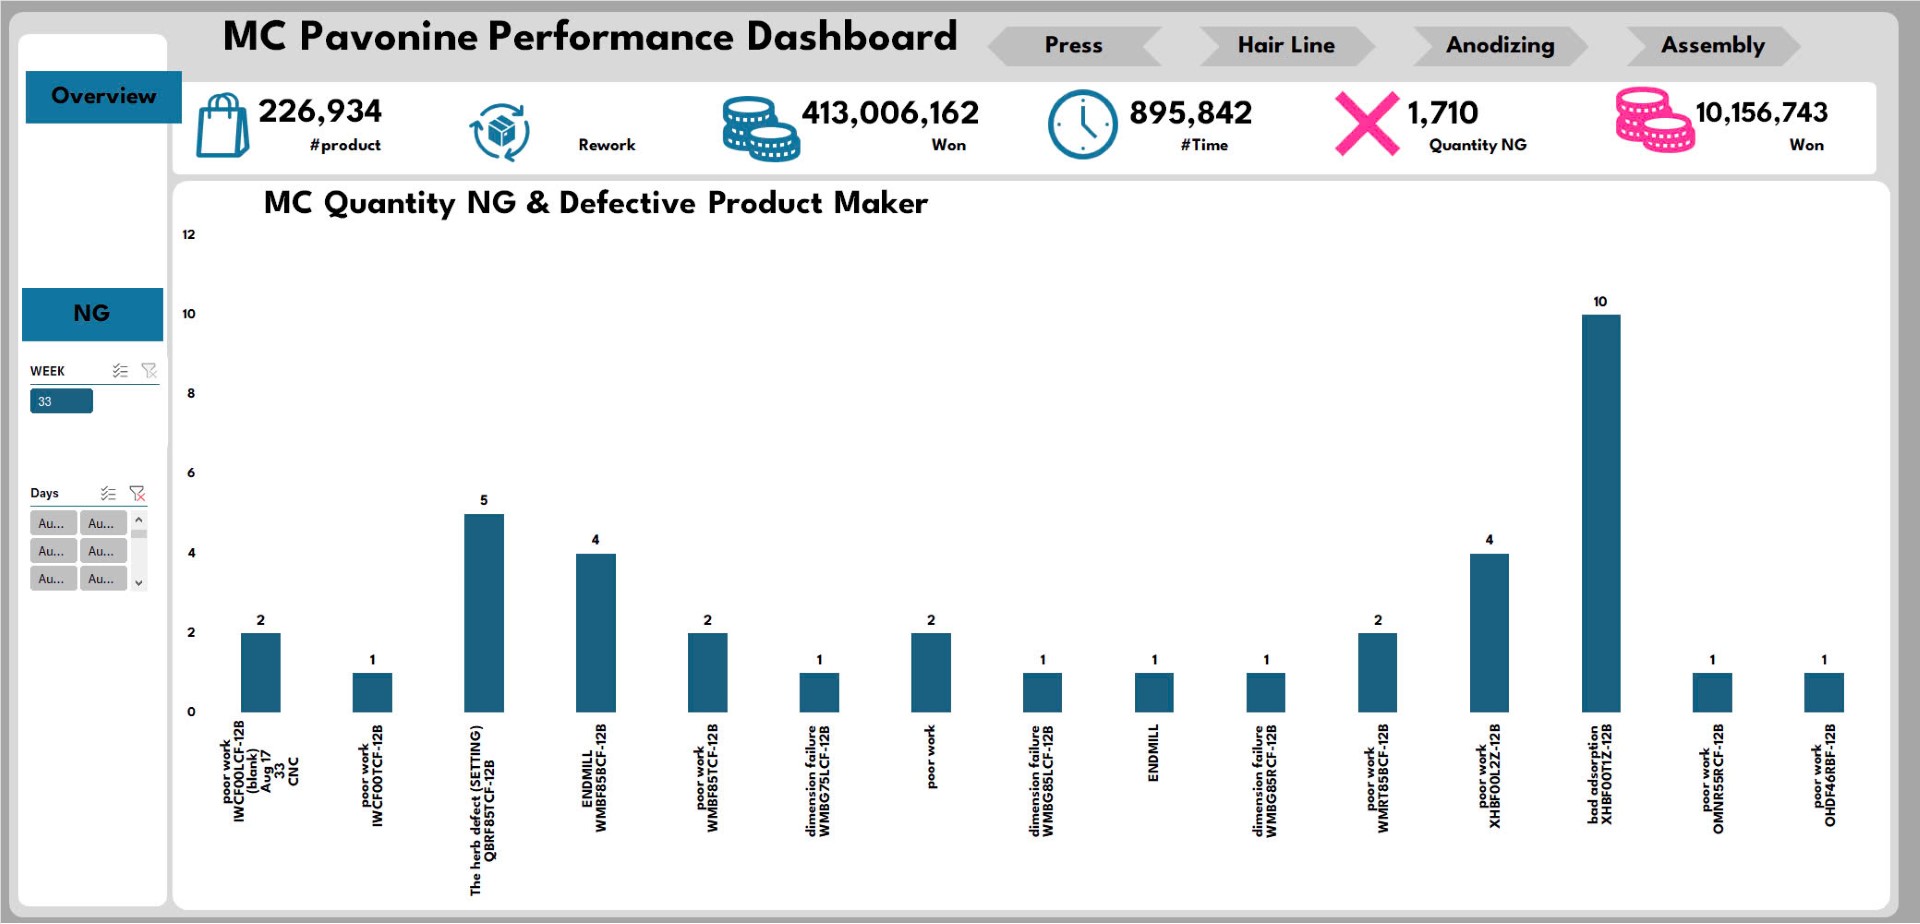 MC Pavonine Performance Dashboard
Press
Hair Line
Anodizing
Assembly
Overview
226,934
#product
Rework
413,006,162
Won
895,842
#Time
1,710
Quantity NG
10,156,743
Won
MC Quantity NG & Defective Product Maker
NG
WEEK
33
Days
Au... Au...
Au... Au...
Au... Au...
12
10
8
6
4
2
0
2
1
5
4
2
1
2
1
1
1
2
4
10
1
1
poor work
IWCF00LCF-12B
(blank)
Aug 17
33
CNC
poor work
IWCF00TCF-12B
The herb defect (SETTING)
QBRF85TCF-12B
ENDMILL
WMBF85BCF-12B
poor work
WMBF85TCF-12B
dimension failure
WMBG75LCF-12B
poor work
dimension failure
WMBG85LCF-12B
ENDMILL
dimension failure
WMBG85RCF-12B
poor work
WMRT85BCF-12B
poor work
XHBF00L2Z-12B
bad adsorption
XHBF00T1Z-12B
poor work
OMNR55RCF-12B
poor work
OHDF46RBF-12B